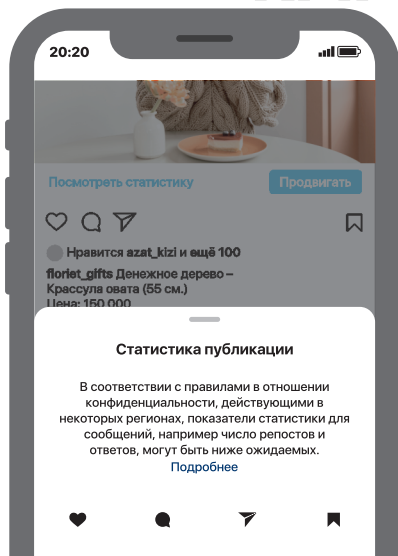 20:20
Посмотреть статистику
Продвигать
Нравится azat_kizi и ещё 100
florist_gifts Денежное дерево –
Крассула овата (55 см.)
Цена: 150 000
Статистика публикации
В соответствии с правилами в отношении
конфиденциальности, действующими в
некоторых регионах, показатели статистики для
сообщений, например число репостов и
ответов, могут быть ниже ожидаемых.
Подробнее